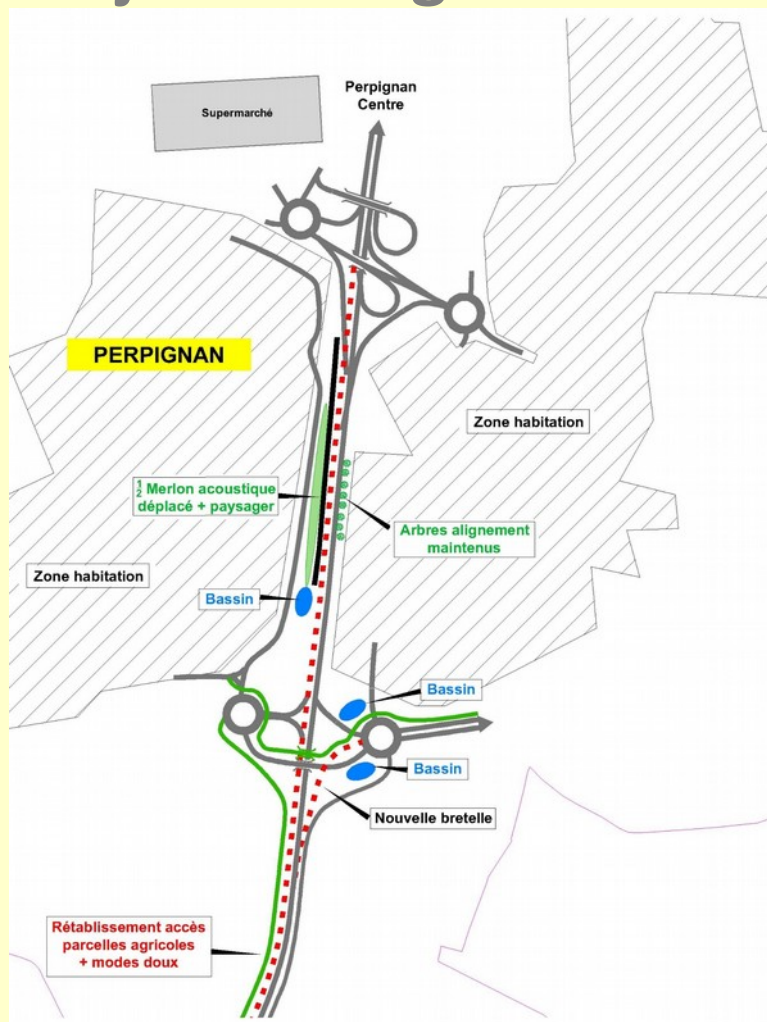 Perpignan
Centre
Supermarché
PERPIGNAN
Zone habitation
1
2 Merlon acoustique
déplacé + paysager
Arbres alignement
maintenus
Zone habitation
Bassin
Bassin
Bassin
Nouvelle bretelle
Rétablissement accès
parcelles agricoles
+ modes doux